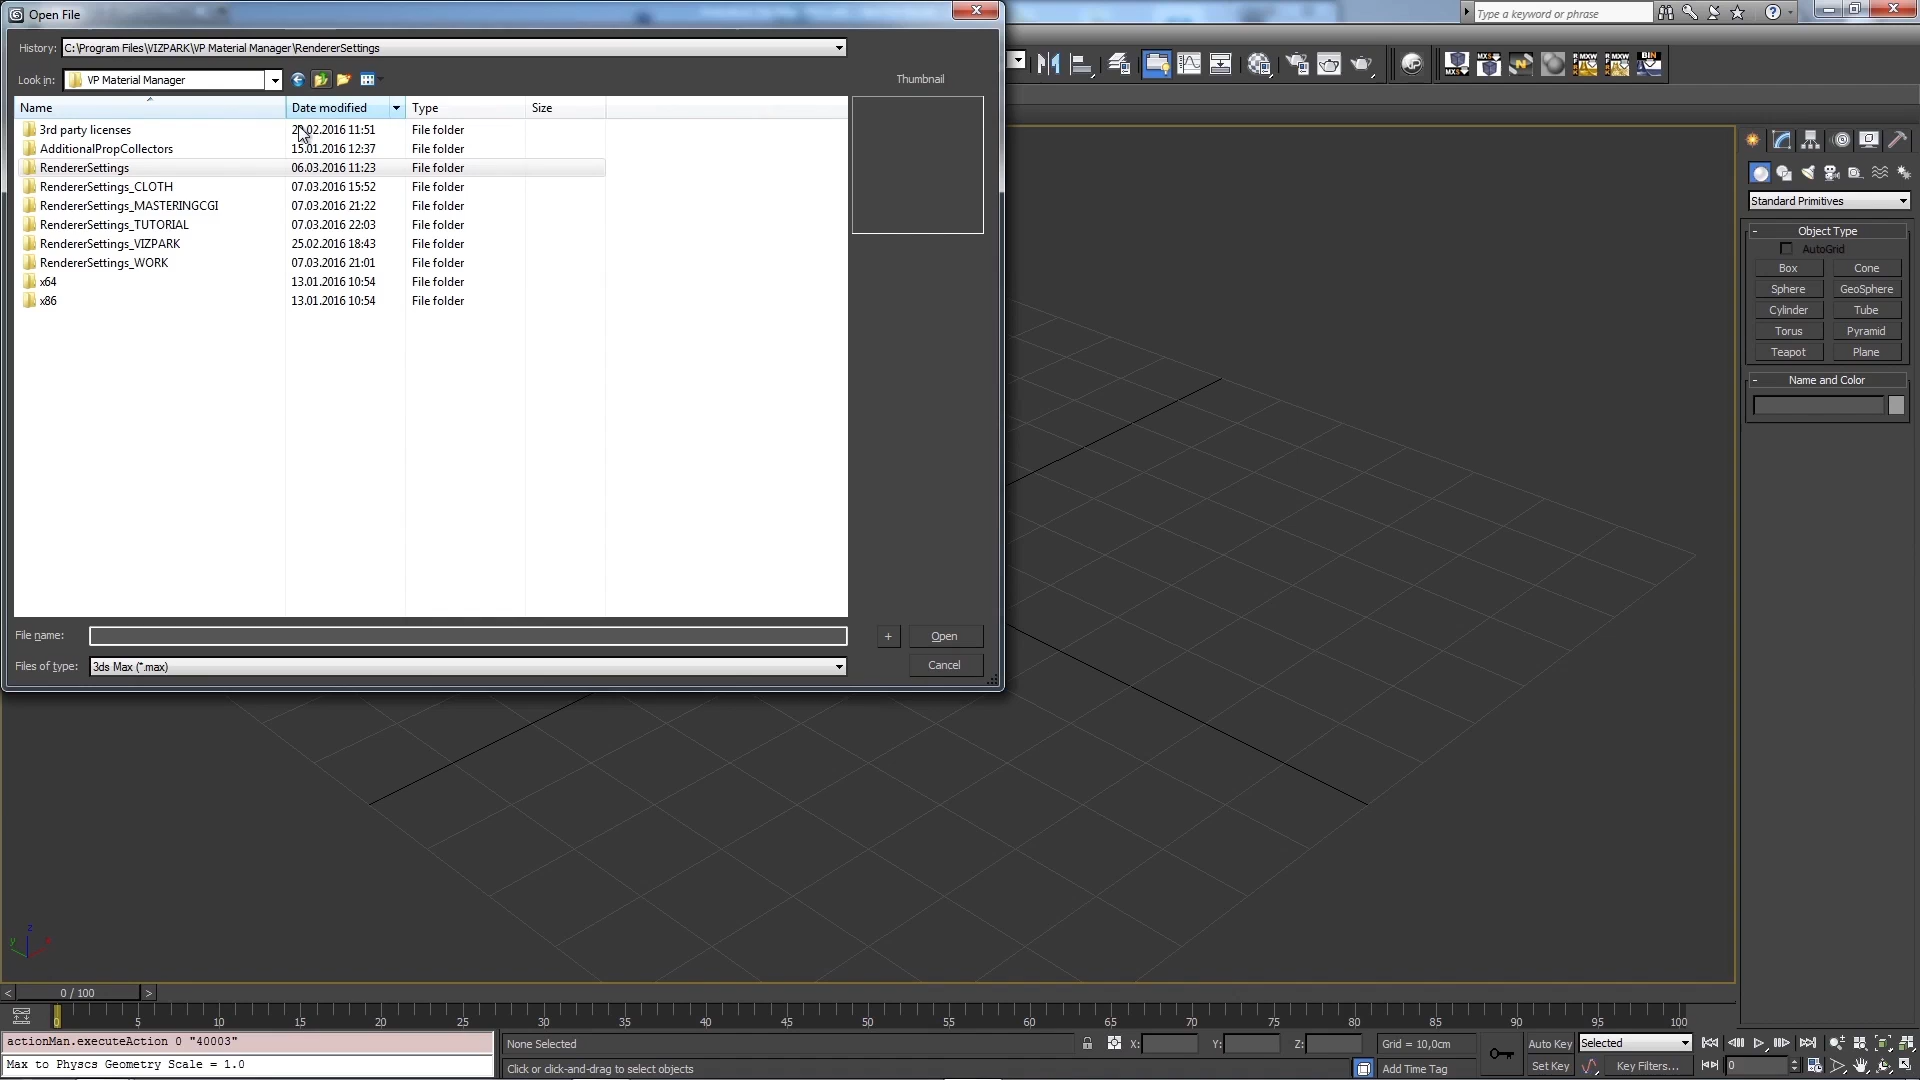 Open File
Type a keyword or phrase
History: C:\Program Files\VIZPARK\VP Material Manager\RendererSettings
Look in: VP Material Manager
Thumbnail
Name Date modified Type Size
3rd party licenses .02.2016 11:51 File folder
AdditionalPropCollectors 15.01.2016 12:37 File folder
RendererSettings 06.03.2016 11:23 File folder
RendererSettings_CLOTH 07.03.2016 15:52 File folder
RendererSettings_MASTERINGCGI 07.03.2016 21:22 File folder
RendererSettings_TUTORIAL 07.03.2016 22:03 File folder
RendererSettings_VIZPARK 25.02.2016 18:43 File folder
RendererSettings_WORK 07.03.2016 21:01 File folder
x64 13.01.2016 10:54 File folder
x86 13.01.2016 10:54 File folder
File name:
+ Open
Files of type: 3ds Max (*.max)
Cancel
Standard Primitives
- Object Type
AutoGrid
Box Cone
Sphere GeoSphere
Cylinder Tube
Torus Pyramid
Teapot Plane
- Name and Color
z
y x
< 0 / 100 >
0 5 10 15 20 25 30 35 40 45 50 55 60 65 70 75 80 85 90 95 100
actionMan.executeAction 0 "40003"
Max to Physcs Geometry Scale = 1.0
None Selected
X: Y: Z: Grid = 10,0cm
Auto Key Selected
Click or click-and-drag to select objects
Add Time Tag
Set Key Key Filters... 0